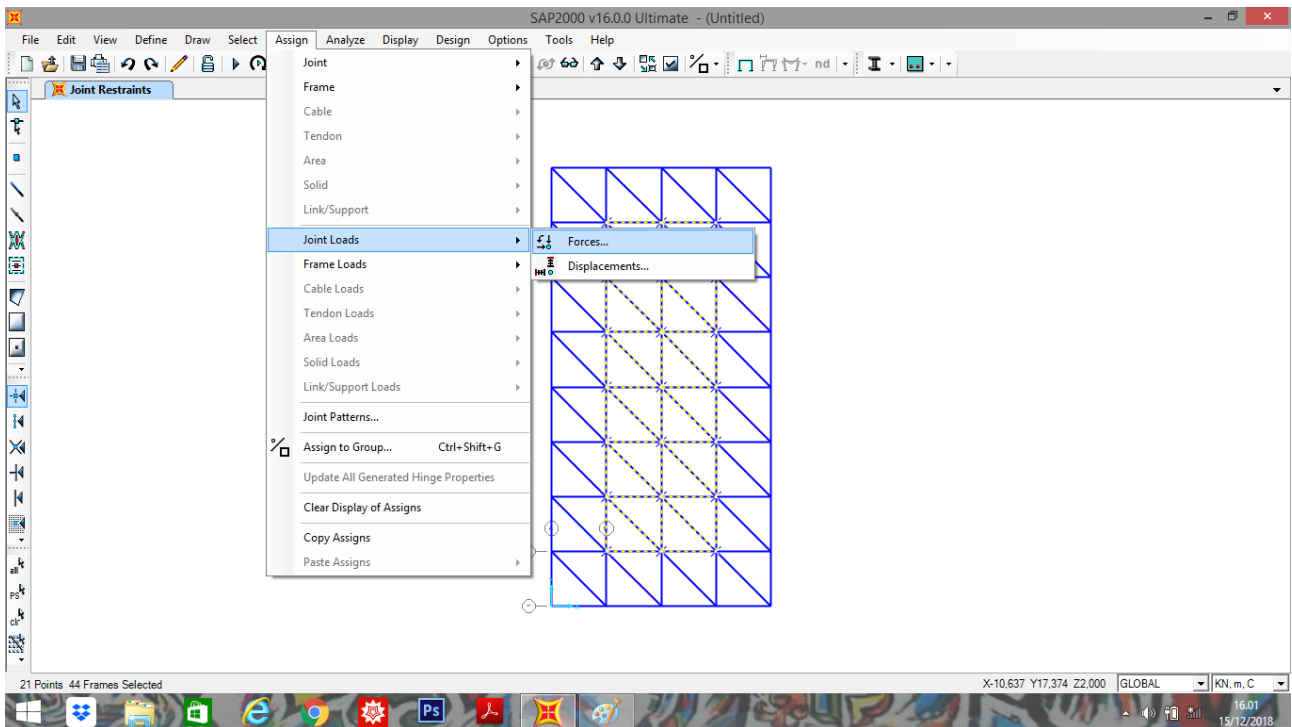 SAP2000 v16.0.0 Ultimate - (Untitled)
File Edit View Define Draw Select Assign Analyze Display Design Options Tools Help
nd
Joint Restraints
Joint
Frame
Cable
Tendon
Area
Solid
Link/Support
Joint Loads
Forces...
Frame Loads
Displacements...
Cable Loads
Tendon Loads
Area Loads
Solid Loads
Link/Support Loads
Joint Patterns...
Assign to Group... Ctrl+Shift+G
Update All Generated Hinge Properties
Clear Display of Assigns
Copy Assigns
Paste Assigns
all
PS
clr
21 Points 44 Frames Selected
X-10,637 Y17,374 Z2,000 GLOBAL KN, m, C
Ps
16.01
15/12/2018